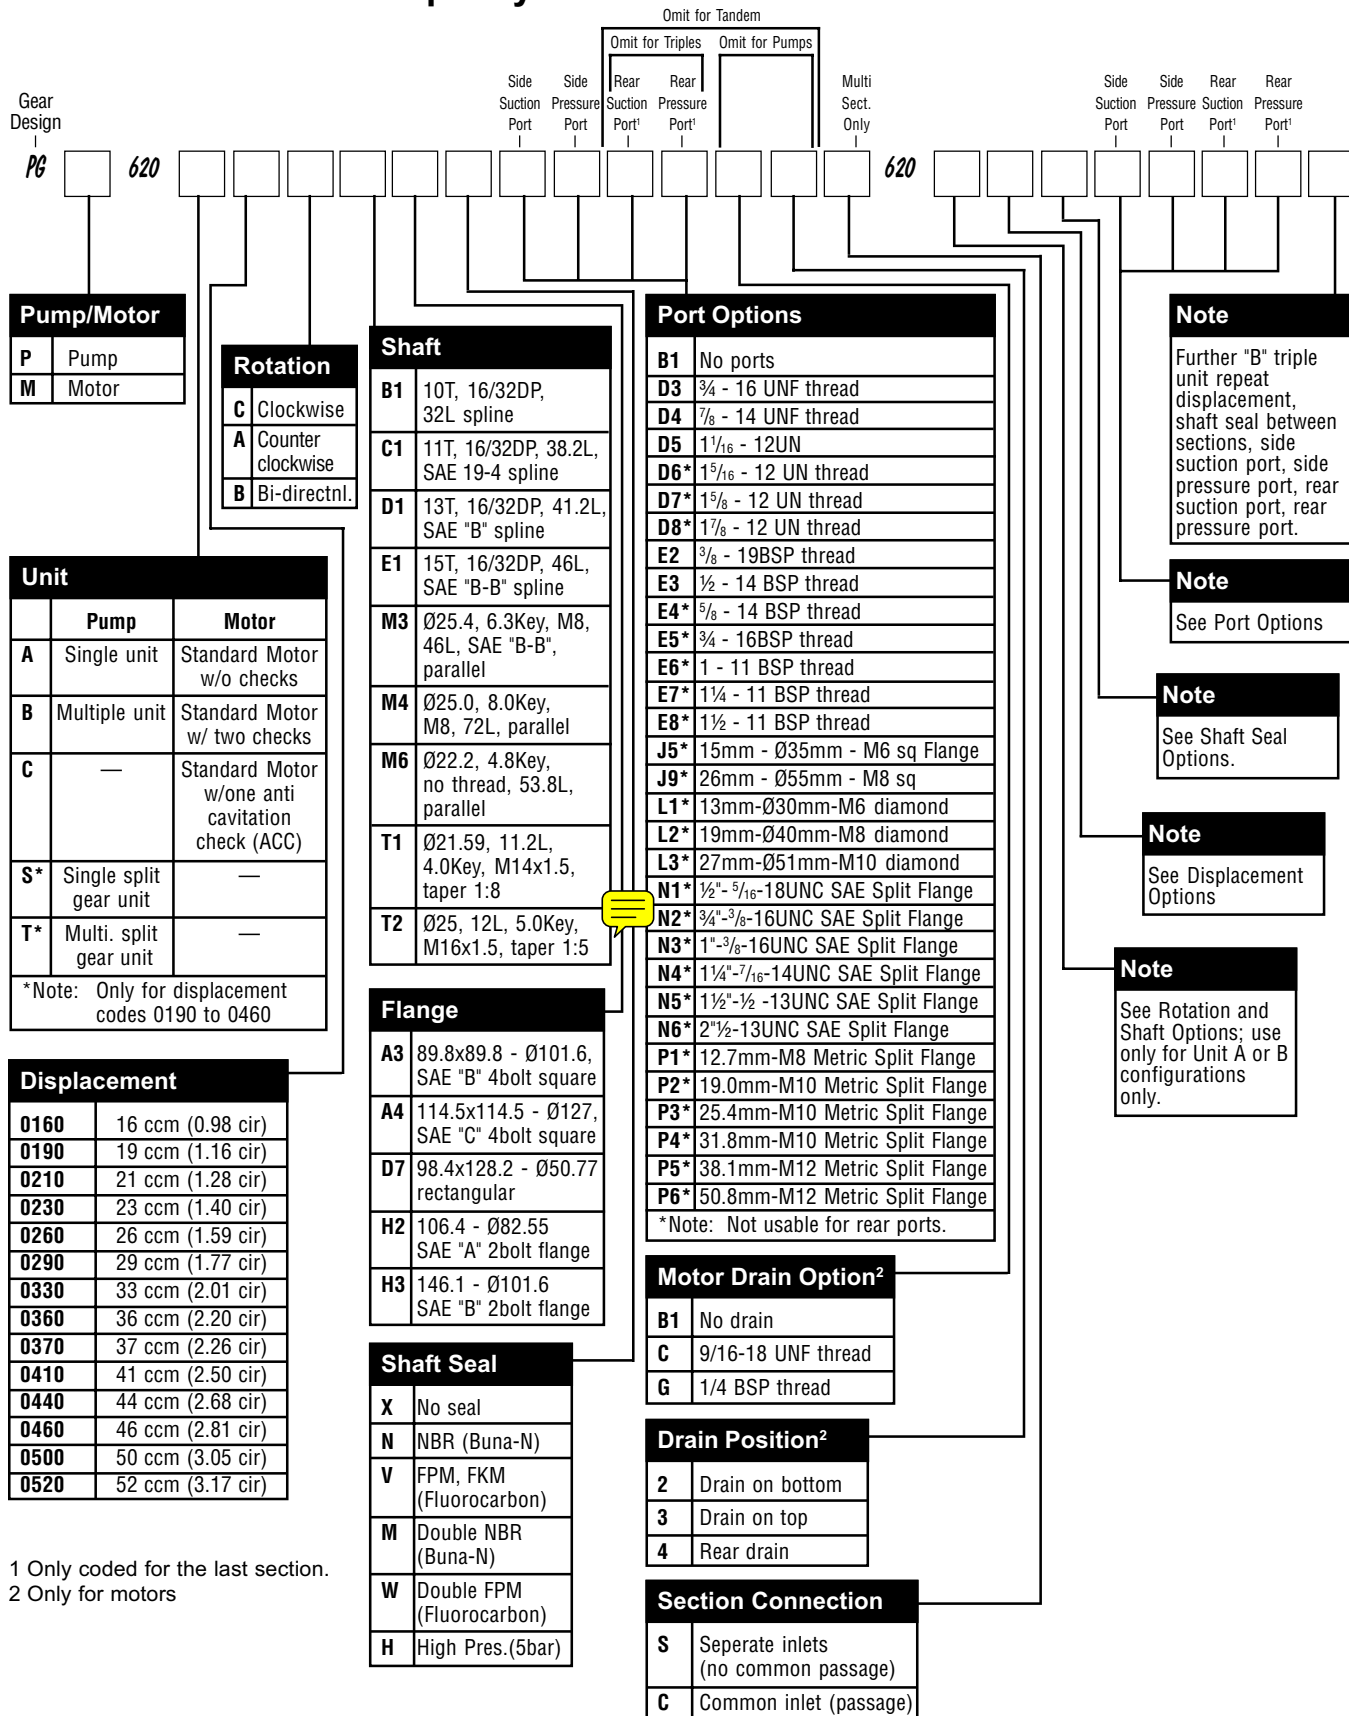 Omit for Tandem
Omit for Triples Omit for Pumps
Gear Design
Side Suction Port
Side Pressure Port
Rear Suction Port¹
Rear Pressure Port¹
Multi Sect. Only
Side Suction Port
Side Pressure Port
Rear Suction Port¹
Rear Pressure Port¹
PG 620 620
Pump/Motor
P Pump
M Motor
Rotation
C Clockwise
A Counter
clockwise
B Bi-directnl.
Unit
Pump Motor
A Single unit Standard Motor
w/o checks
B Multiple unit Standard Motor
w/ two checks
C — Standard Motor
w/one anti
cavitation
check (ACC)
S* Single split —
gear unit
T* Multi. split —
gear unit
*Note: Only for displacement
codes 0190 to 0460
Displacement
0160 16 ccm (0.98 cir)
0190 19 ccm (1.16 cir)
0210 21 ccm (1.28 cir)
0230 23 ccm (1.40 cir)
0260 26 ccm (1.59 cir)
0290 29 ccm (1.77 cir)
0330 33 ccm (2.01 cir)
0360 36 ccm (2.20 cir)
0370 37 ccm (2.26 cir)
0410 41 ccm (2.50 cir)
0440 44 ccm (2.68 cir)
0460 46 ccm (2.81 cir)
0500 50 ccm (3.05 cir)
0520 52 ccm (3.17 cir)
1 Only coded for the last section.
2 Only for motors
Shaft
B1 10T, 16/32DP,
32L spline
C1 11T, 16/32DP, 38.2L,
SAE 19-4 spline
D1 13T, 16/32DP, 41.2L,
SAE "B" spline
E1 15T, 16/32DP, 46L,
SAE "B-B" spline
M3 Ø25.4, 6.3Key, M8,
46L, SAE "B-B",
parallel
M4 Ø25.0, 8.0Key,
M8, 72L, parallel
M6 Ø22.2, 4.8Key,
no thread, 53.8L,
parallel
T1 Ø21.59, 11.2L,
4.0Key, M14x1.5,
taper 1:8
T2 Ø25, 12L, 5.0Key,
M16x1.5, taper 1:5
Flange
A3 89.8x89.8 - Ø101.6,
SAE "B" 4bolt square
A4 114.5x114.5 - Ø127,
SAE "C" 4bolt square
D7 98.4x128.2 - Ø50.77
rectangular
H2 106.4 - Ø82.55
SAE "A" 2bolt flange
H3 146.1 - Ø101.6
SAE "B" 2bolt flange
Shaft Seal
X No seal
N NBR (Buna-N)
V FPM, FKM
(Fluorocarbon)
M Double NBR
(Buna-N)
W Double FPM
(Fluorocarbon)
H High Pres.(5bar)
Port Options
B1 No ports
D3 ¾ - 16 UNF thread
D4 ⅞ - 14 UNF thread
D5 1¹/₁₆ - 12UN
D6* 1⁵/₁₆ - 12 UN thread
D7* 1⅝ - 12 UN thread
D8* 1⅞ - 12 UN thread
E2 ⅜ - 19BSP thread
E3 ½ - 14 BSP thread
E4* ⅝ - 14 BSP thread
E5* ¾ - 16BSP thread
E6* 1 - 11 BSP thread
E7* 1¼ - 11 BSP thread
E8* 1½ - 11 BSP thread
J5* 15mm - Ø35mm - M6 sq Flange
J9* 26mm - Ø55mm - M8 sq
L1* 13mm-Ø30mm-M6 diamond
L2* 19mm-Ø40mm-M8 diamond
L3* 27mm-Ø51mm-M10 diamond
N1* ½"- ⁵/₁₆-18UNC SAE Split Flange
N2* ¾"-⅜-16UNC SAE Split Flange
N3* 1"-⅜-16UNC SAE Split Flange
N4* 1¼"-⁷/₁₆-14UNC SAE Split Flange
N5* 1½"-½ -13UNC SAE Split Flange
N6* 2"½-13UNC SAE Split Flange
P1* 12.7mm-M8 Metric Split Flange
P2* 19.0mm-M10 Metric Split Flange
P3* 25.4mm-M10 Metric Split Flange
P4* 31.8mm-M10 Metric Split Flange
P5* 38.1mm-M12 Metric Split Flange
P6* 50.8mm-M12 Metric Split Flange
*Note: Not usable for rear ports.
Motor Drain Option²
B1 No drain
C 9/16-18 UNF thread
G 1/4 BSP thread
Drain Position²
2 Drain on bottom
3 Drain on top
4 Rear drain
Section Connection
S Seperate inlets
(no common passage)
C Common inlet (passage)
Note
Further "B" triple
unit repeat
displacement,
shaft seal between
sections, side
suction port, side
pressure port, rear
suction port, rear
pressure port.
Note
See Port Options
Note
See Shaft Seal
Options.
Note
See Displacement
Options
Note
See Rotation and
Shaft Options; use
only for Unit A or B
configurations
only.